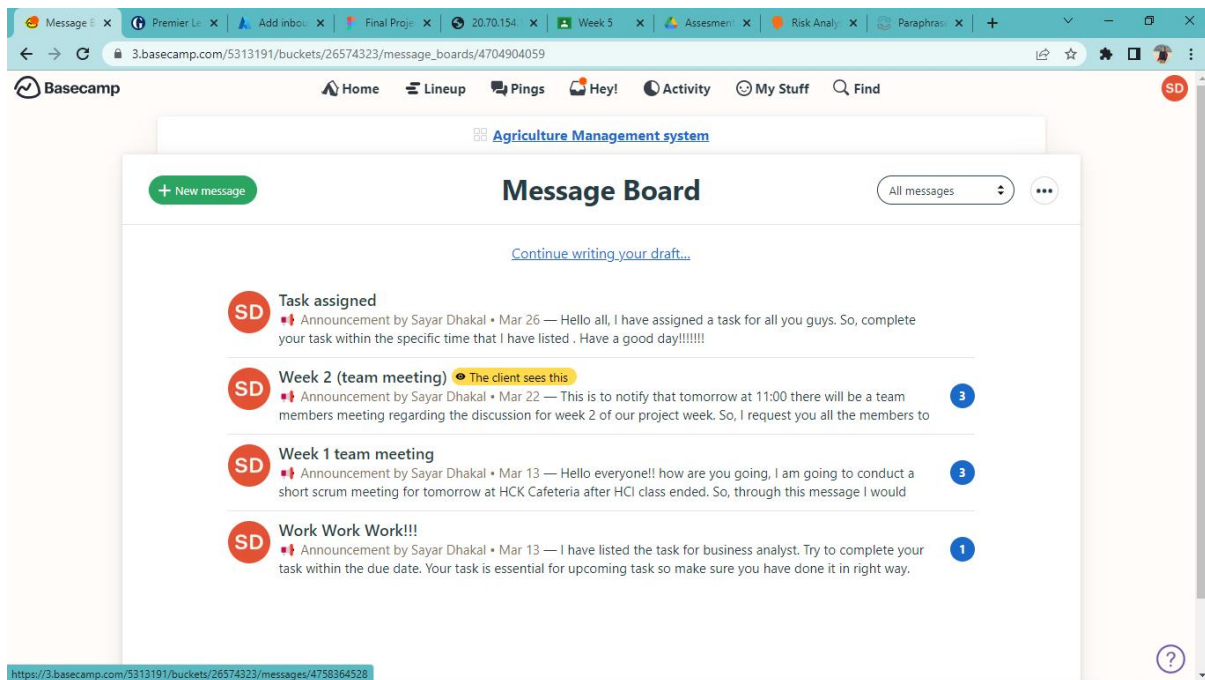 Message B
Premier Le
Add inbou
Final Proje
20.70.154.
Week 5
Assesment
Risk Analy
Paraphras
3.basecamp.com/5313191/buckets/26574323/message_boards/4704904059
Basecamp
Home
Lineup
Pings
Hey!
Activity
My Stuff
Find
SD
Agriculture Management system
+ New message
Message Board
All messages
Continue writing your draft...
SD
Task assigned
Announcement by Sayar Dhakal • Mar 26 — Hello all, I have assigned a task for all you guys. So, complete
your task within the specific time that I have listed . Have a good day!!!!!!!
SD
Week 2 (team meeting) The client sees this
Announcement by Sayar Dhakal • Mar 22 — This is to notify that tomorrow at 11:00 there will be a team
members meeting regarding the discussion for week 2 of our project week. So, I request you all the members to
3
SD
Week 1 team meeting
Announcement by Sayar Dhakal • Mar 13 — Hello everyone!! how are you going, I am going to conduct a
short scrum meeting for tomorrow at HCK Cafeteria after HCI class ended. So, through this message I would
3
SD
Work Work Work!!!
Announcement by Sayar Dhakal • Mar 13 — I have listed the task for business analyst. Try to complete your
task within the due date. Your task is essential for upcoming task so make sure you have done it in right way.
1
?
https://3.basecamp.com/5313191/buckets/26574323/messages/4758364528